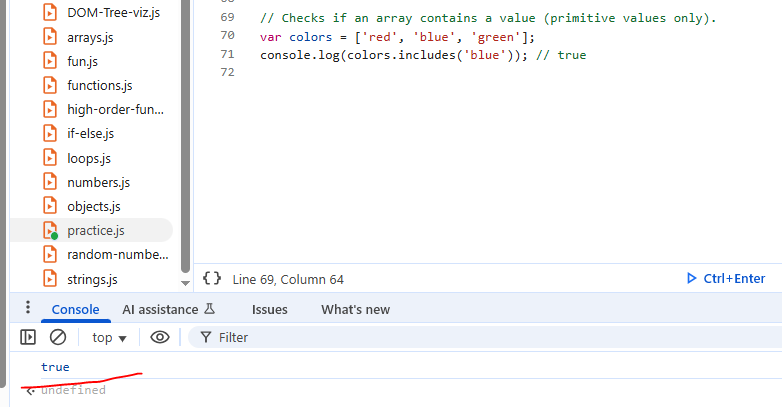 DOM-Tree-viz.js
arrays.js
fun.js
functions.js
high-order-fun...
if-else.js
loops.js
numbers.js
objects.js
practice.js
random-numbe...
strings.js
69 // Checks if an array contains a value (primitive values only).
70 var colors = ['red', 'blue', 'green'];
71 console.log(colors.includes('blue')); // true
72
{} Line 69, Column 64
Ctrl+Enter
Console AI assistance Issues What's new
top Filter
true
undefined